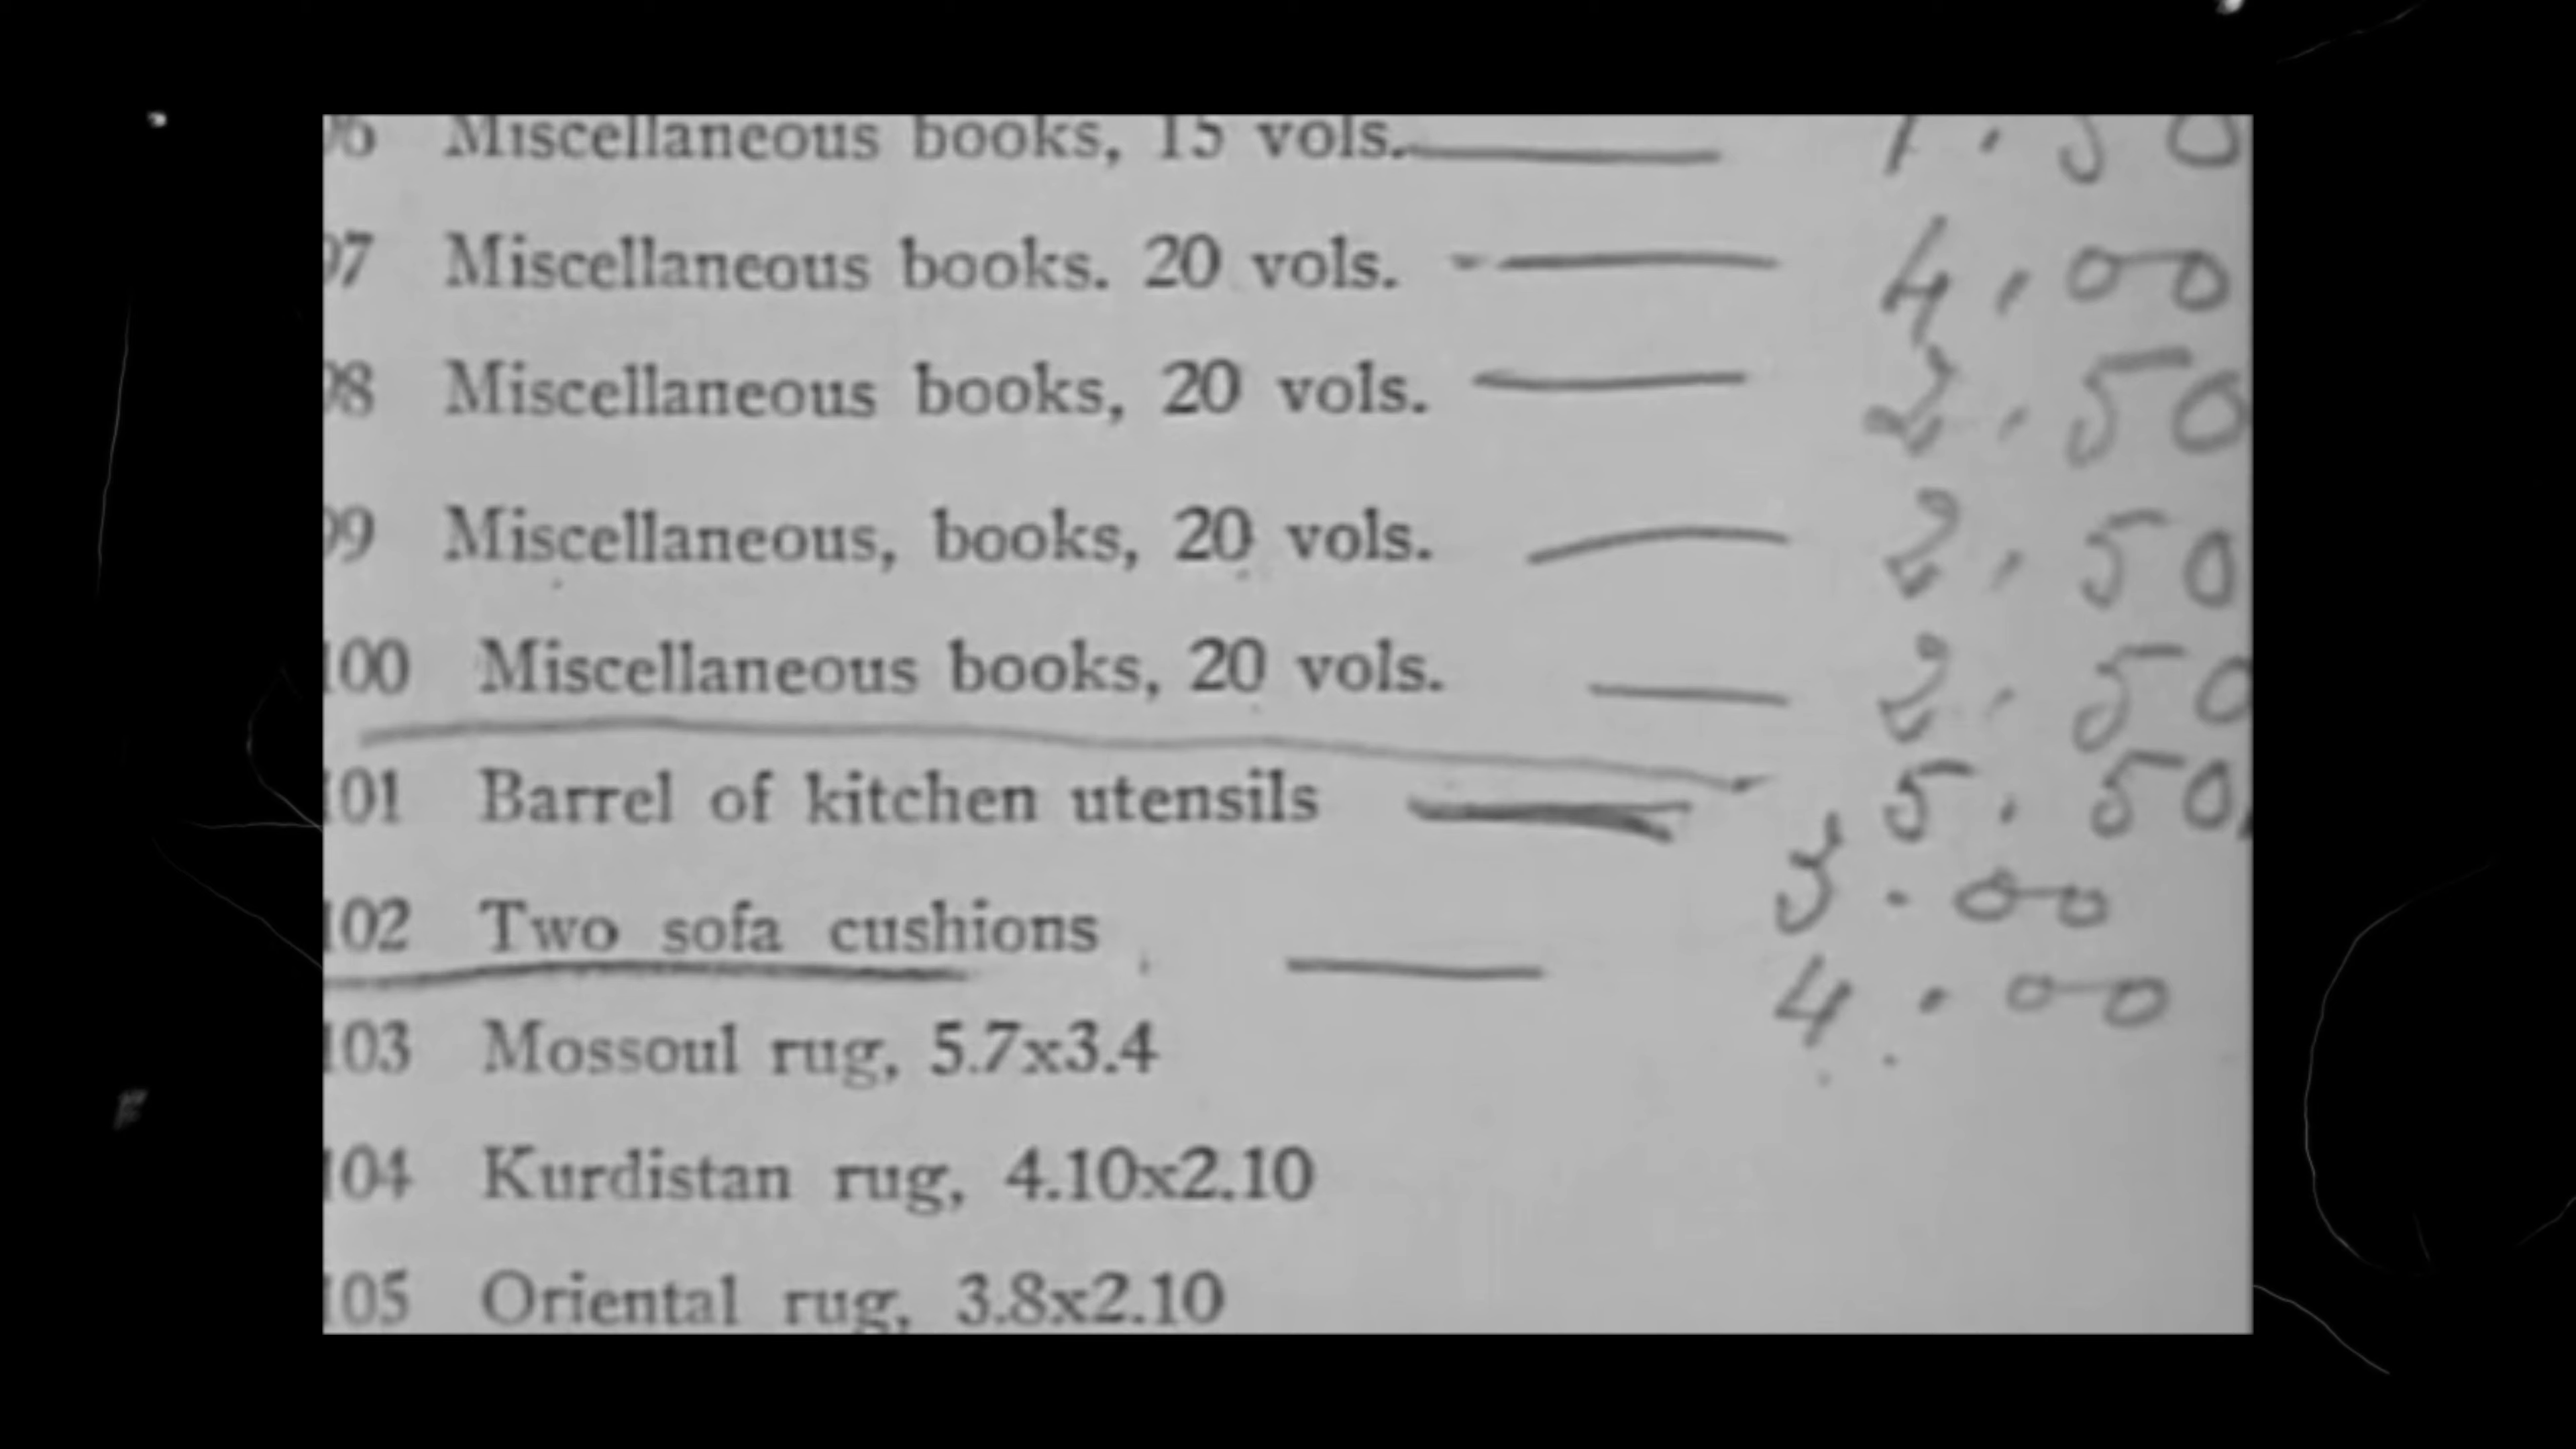 96 Miscellaneous books, 15 vols. 1.50
97 Miscellaneous books. 20 vols. 4.00
98 Miscellaneous books, 20 vols. 2.50
99 Miscellaneous, books, 20 vols. 2.50
100 Miscellaneous books, 20 vols. 2.50
101 Barrel of kitchen utensils 5.50
102 Two sofa cushions 3.00
4.00
103 Mossoul rug, 5.7x3.4
104 Kurdistan rug, 4.10x2.10
105 Oriental rug, 3.8x2.10